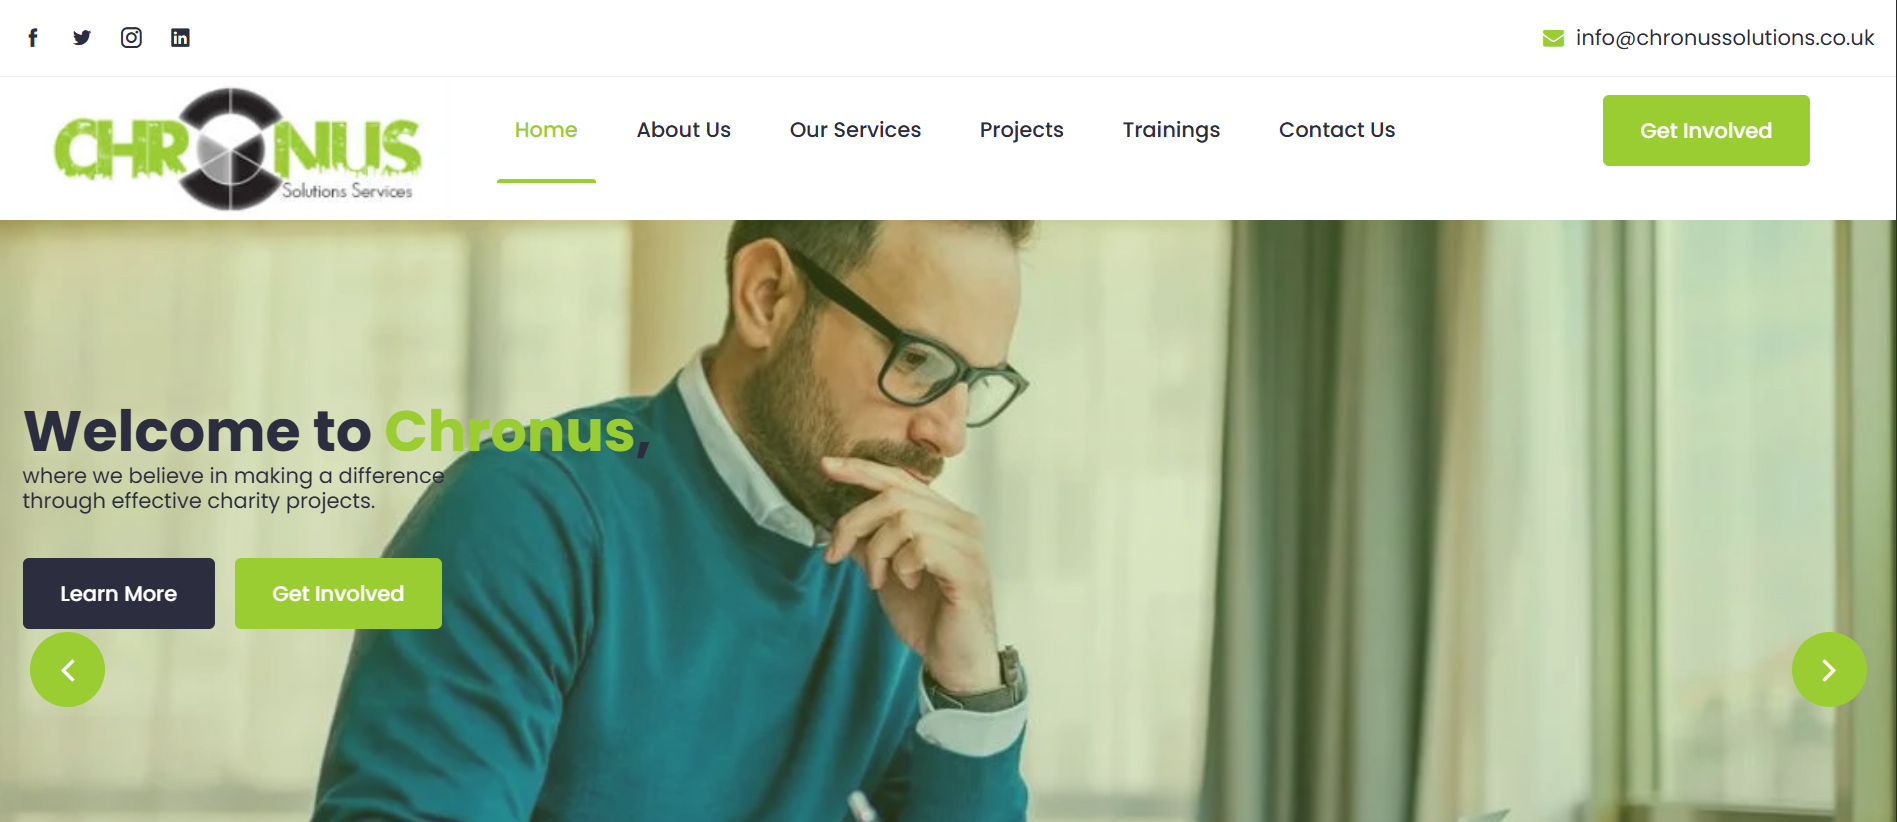 info@chronussolutions.co.uk
CHRONUS
Solutions Services
Home About Us Our Services Projects Trainings Contact Us
Get Involved
Welcome to Chronus,
where we believe in making a difference
through effective charity projects.
Learn More Get Involved